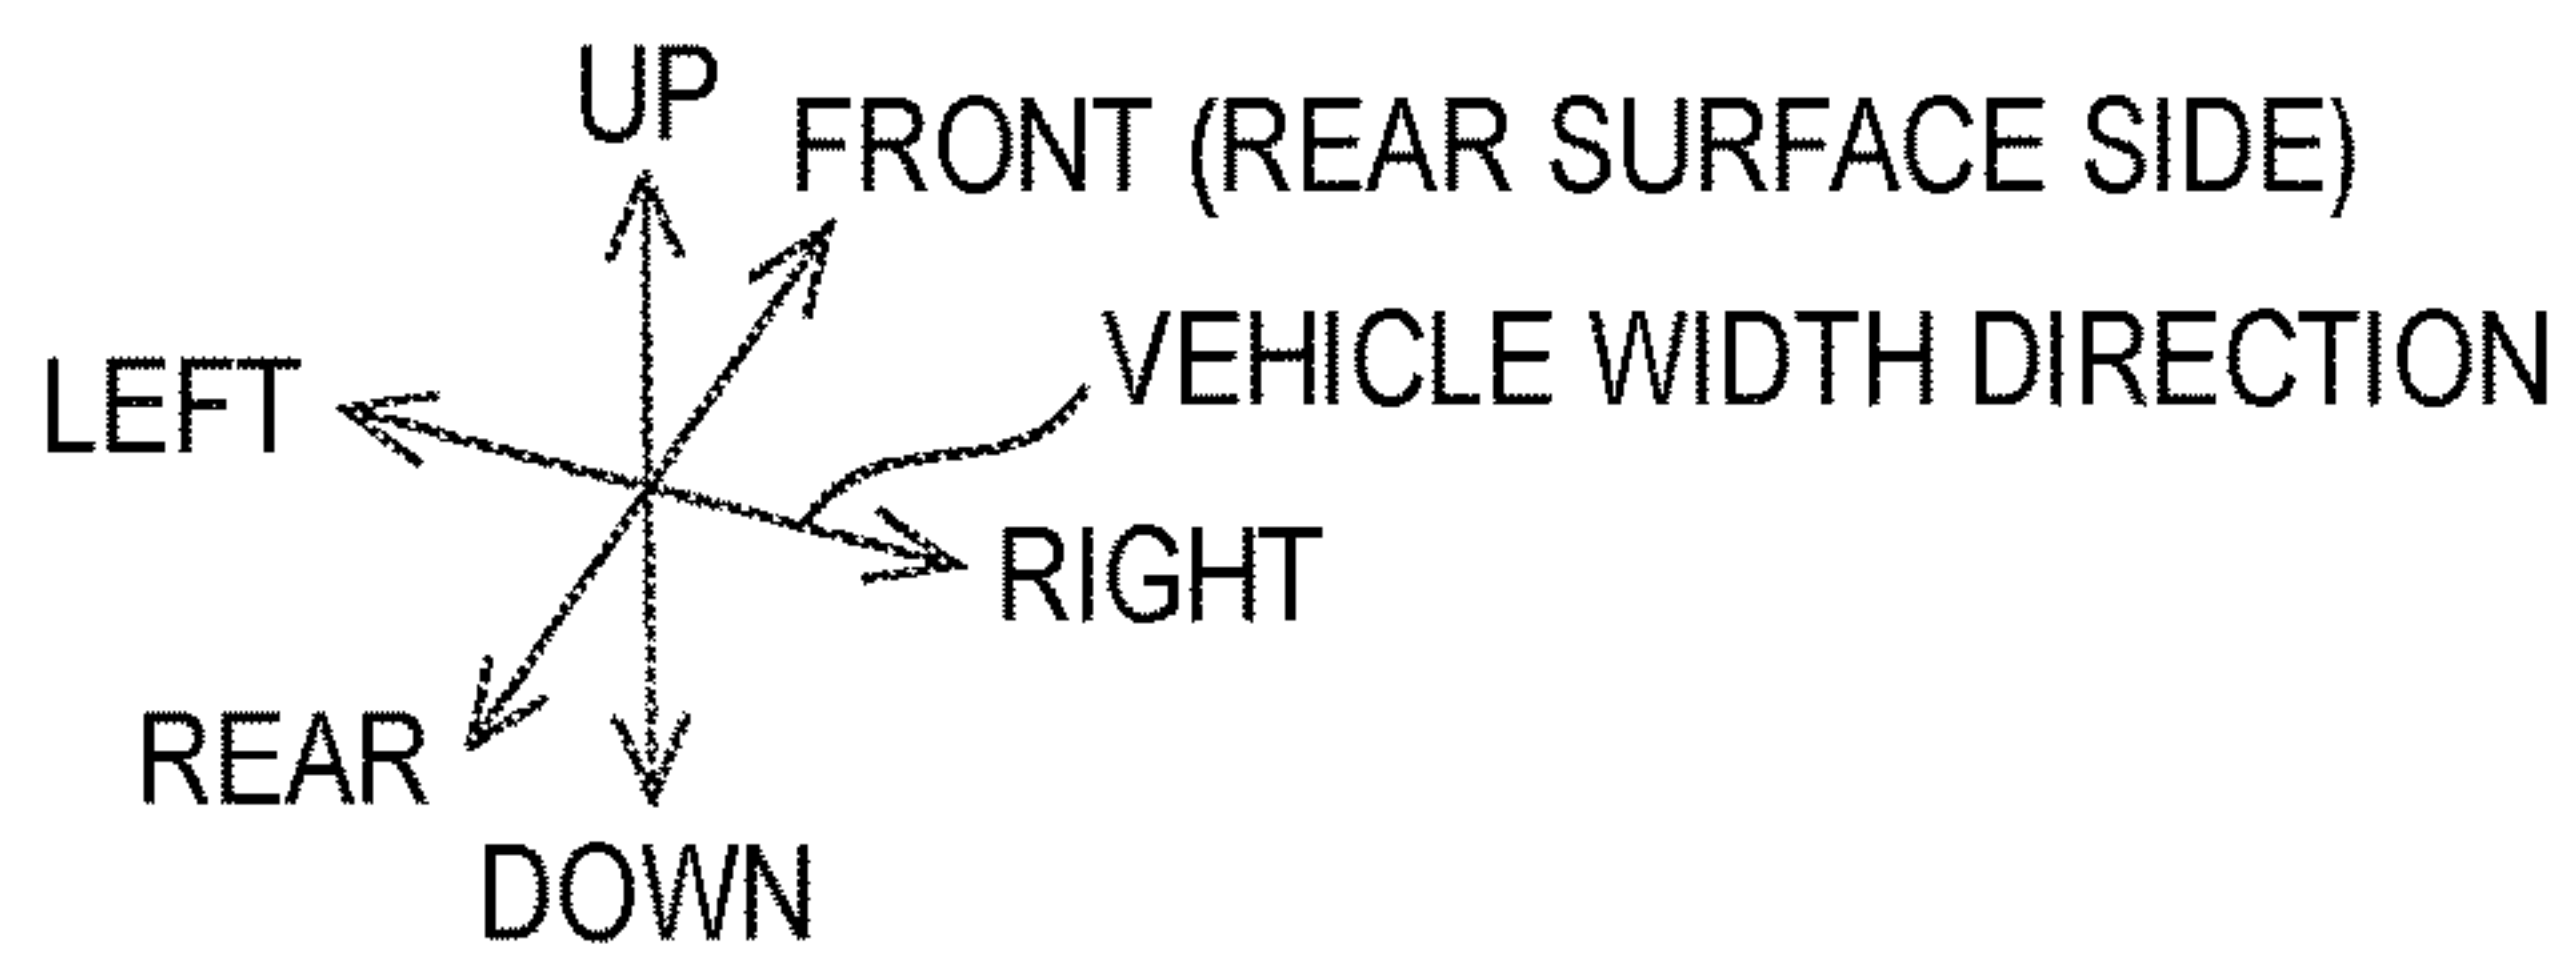 UP
FRONT (REAR SURFACE SIDE)
VEHICLE WIDTH DIRECTION
LEFT
RIGHT
REAR
DOWN